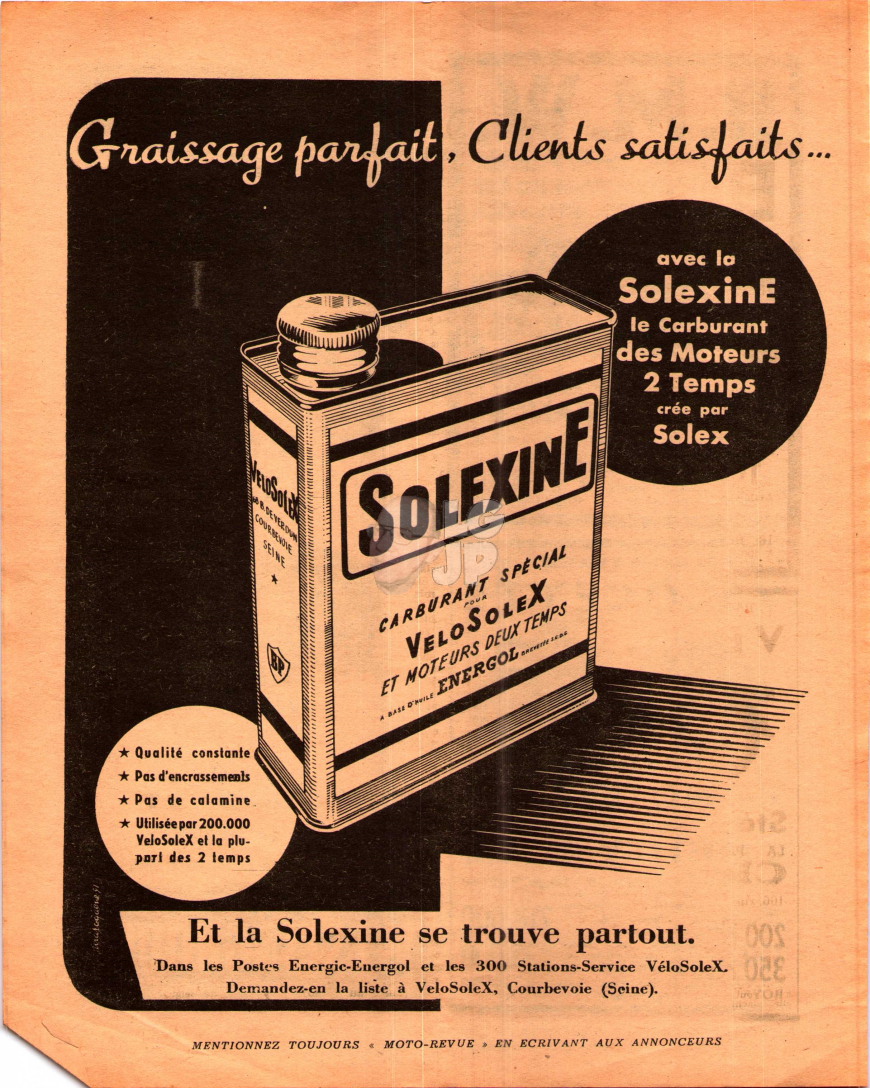 Graissage parfait, Clients satisfaits...
avec la
SolexinE
le Carburant
des Moteurs
2 Temps
crée par
Solex
SOLEXINE
CARBURANT SPÉCIAL
POUR
VELOSOLEX
ET MOTEURS DEUX TEMPS
A BASE D'HUILE ENERGOL
VELOSOLEX
DE VERDUN
COURBEVOIE
SEINE
BP
LCJP
★ Qualité constante
★ Pas d'encrassements
★ Pas de calamine
★ Utilisée par 200.000
VeloSoleX et la plu-
part des 2 temps
Et la Solexine se trouve partout.
Dans les Postes Energic-Energol et les 300 Stations-Service VéloSoleX.
Demandez-en la liste à VeloSoleX, Courbevoie (Seine).
MENTIONNEZ TOUJOURS « MOTO-REVUE » EN ECRIVANT AUX ANNONCEURS